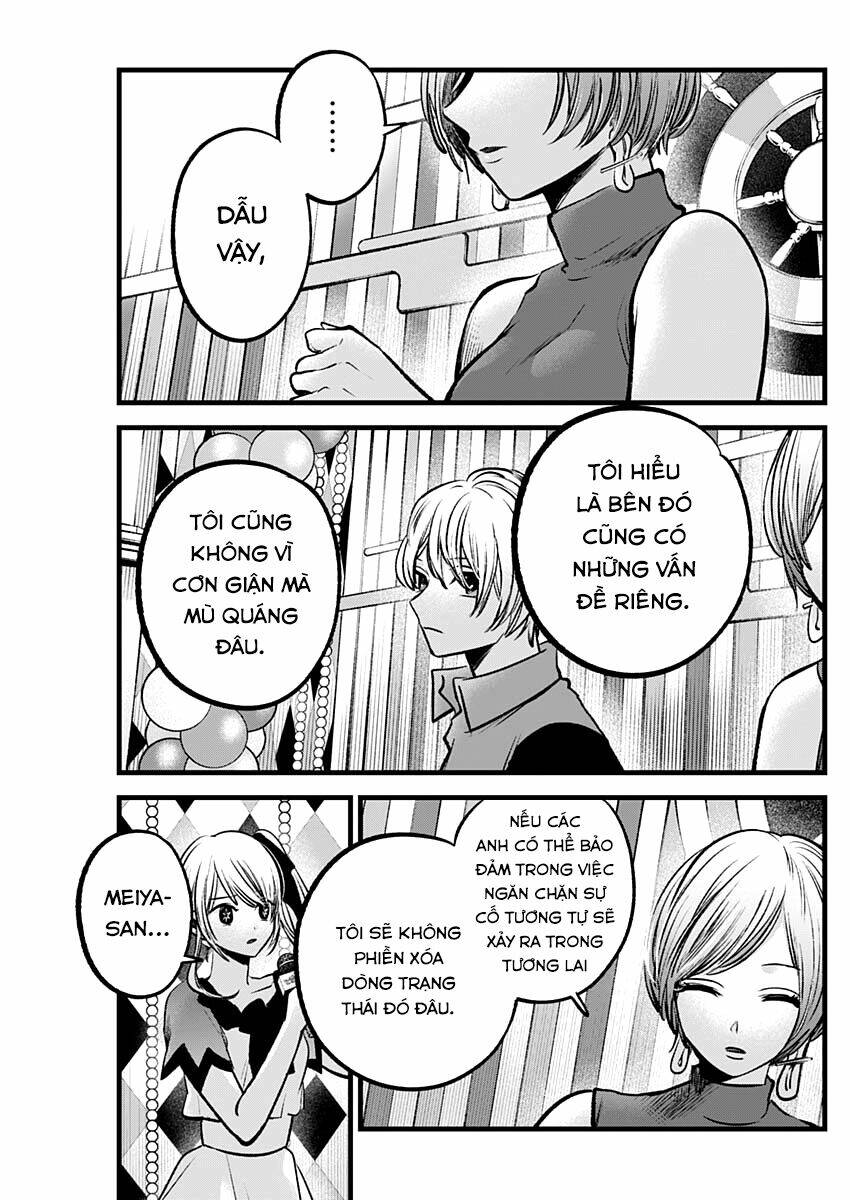 ......
DẪU
VẬY,
TÔI HIỂU
LÀ BÊN ĐÓ
CŨNG CÓ
NHỮNG VẤN
ĐỀ RIÊNG.
TÔI CŨNG
KHÔNG VÌ
CƠN GIẬN MÀ
MÙ QUÁNG
ĐÂU.
NẾU CÁC
ANH CÓ THỂ BẢO
ĐẢM TRONG VIỆC
NGĂN CHẶN SỰ
CỐ TƯƠNG TỰ SẼ
XẢY RA TRONG
TƯƠNG LAI
TÔI SẼ KHÔNG
PHIỀN XÓA
DÒNG TRẠNG
THÁI ĐÓ ĐÂU.
MEIYA-
SAN...